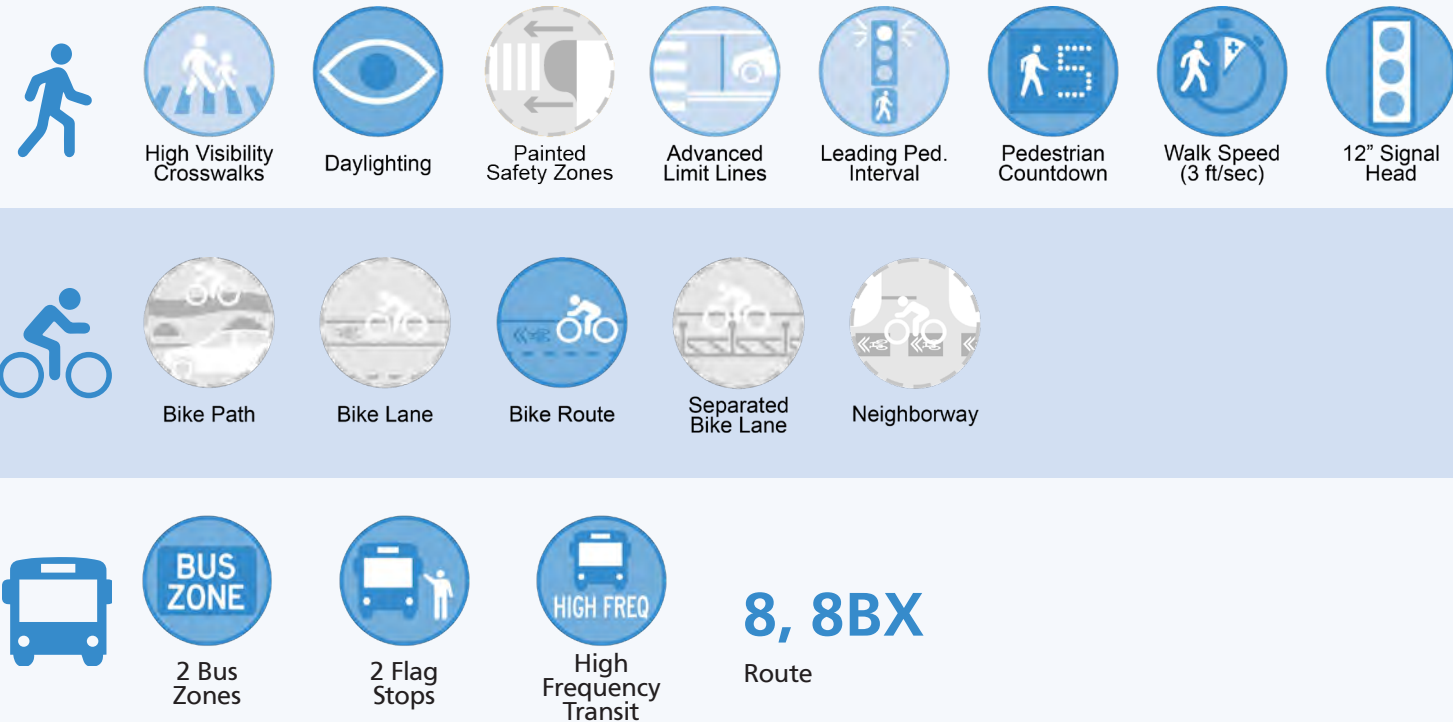 5
High Visibility
Crosswalks
Daylighting
Painted
Safety Zones
Advanced
Limit Lines
Leading Ped.
Interval
Pedestrian
Countdown
Walk Speed
(3 ft/sec)
12” Signal
Head
Bike Path
Bike Lane
Bike Route
Separated
Bike Lane
Neighborway
BUS
ZONE
2 Bus
Zones
2 Flag
Stops
HIGH FREQ
High
Frequency
Transit
8, 8BX
Route